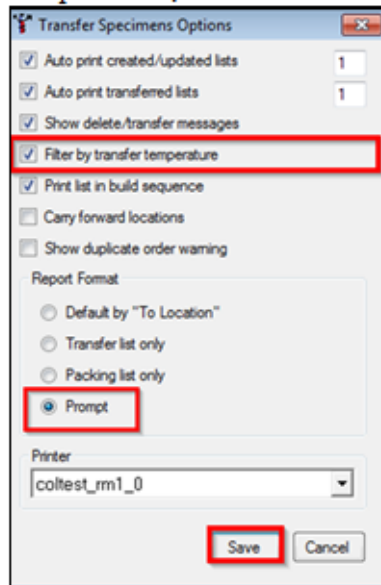 Transfer Specimens Options
Auto print created/updated lists 1
Auto print transferred lists 1
Show delete/transfer messages
Filter by transfer temperature
Print list in build sequence
Carry forward locations
Show duplicate order warning
Report Format
Default by "To Location"
Transfer list only
Packing list only
Prompt
Printer
coltest_rm1_0
Save Cancel